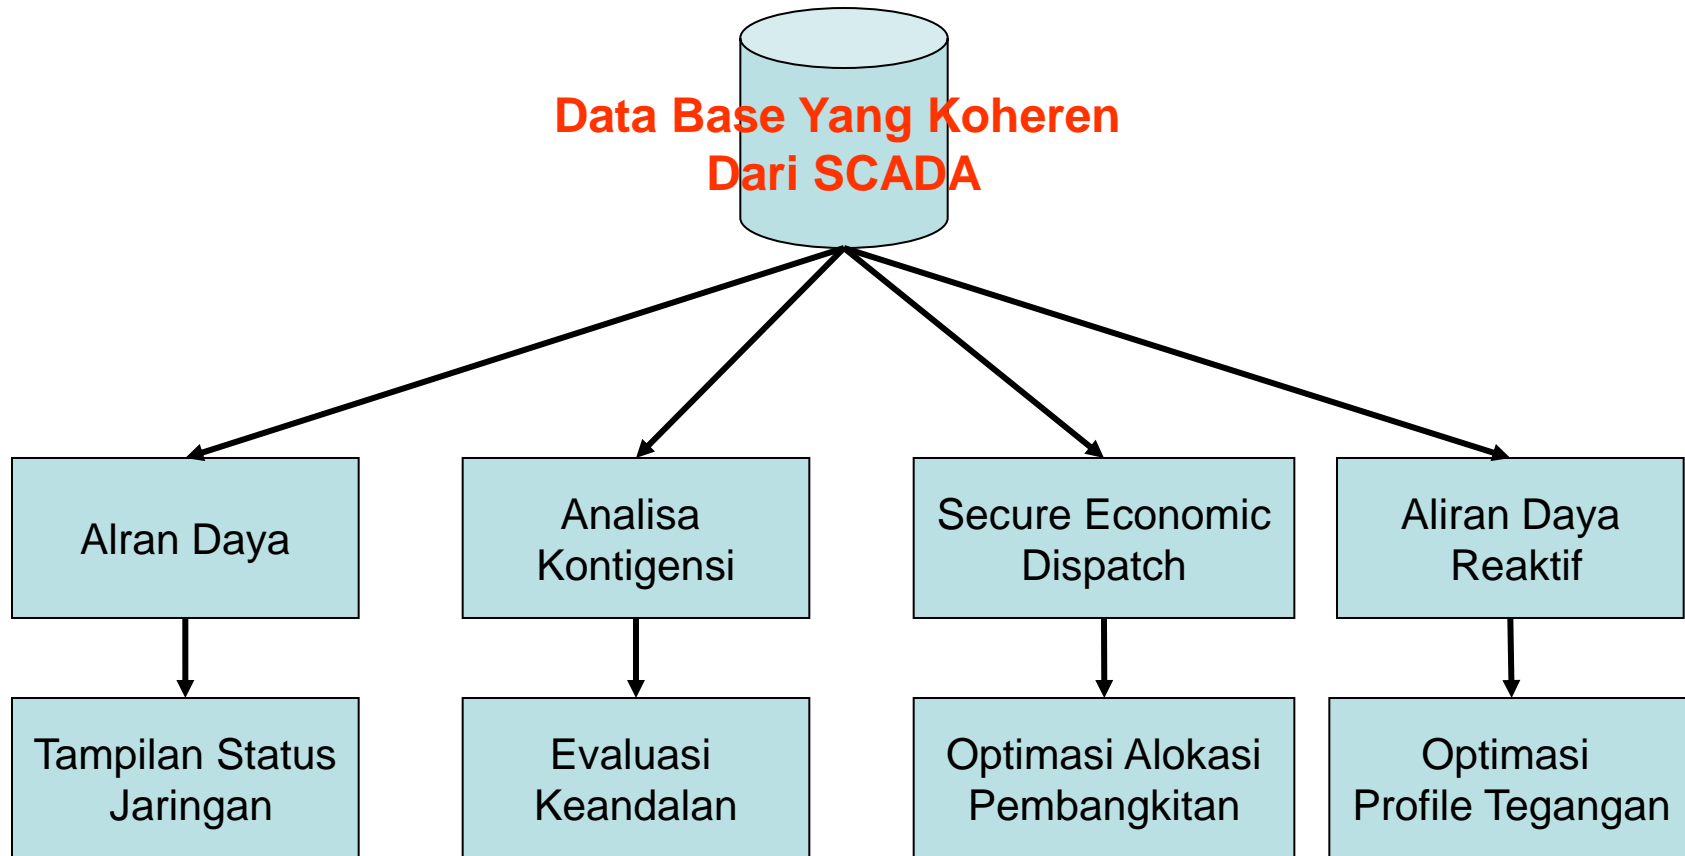 Data Base Yang Koheren
Dari SCADA
Alran Daya
Analisa
Kontigensi
Secure Economic
Dispatch
Aliran Daya
Reaktif
Tampilan Status
Jaringan
Evaluasi
Keandalan
Optimasi Alokasi
Pembangkitan
Optimasi
Profile Tegangan